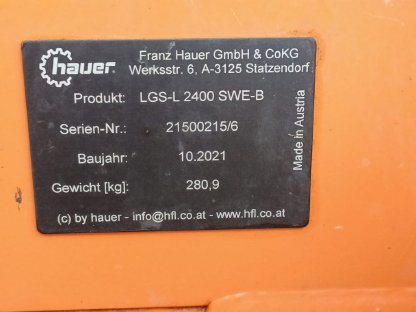 hauer
Franz Hauer GmbH & CoKG
Werksstr. 6, A-3125 Statzendorf
Produkt: LGS-L 2400 SWE-B
Serien-Nr.: 21500215/6
Baujahr: 10.2021
Gewicht [kg]: 280,9
Made in Austria
(c) by hauer - info@hfl.co.at - www.hfl.co.at